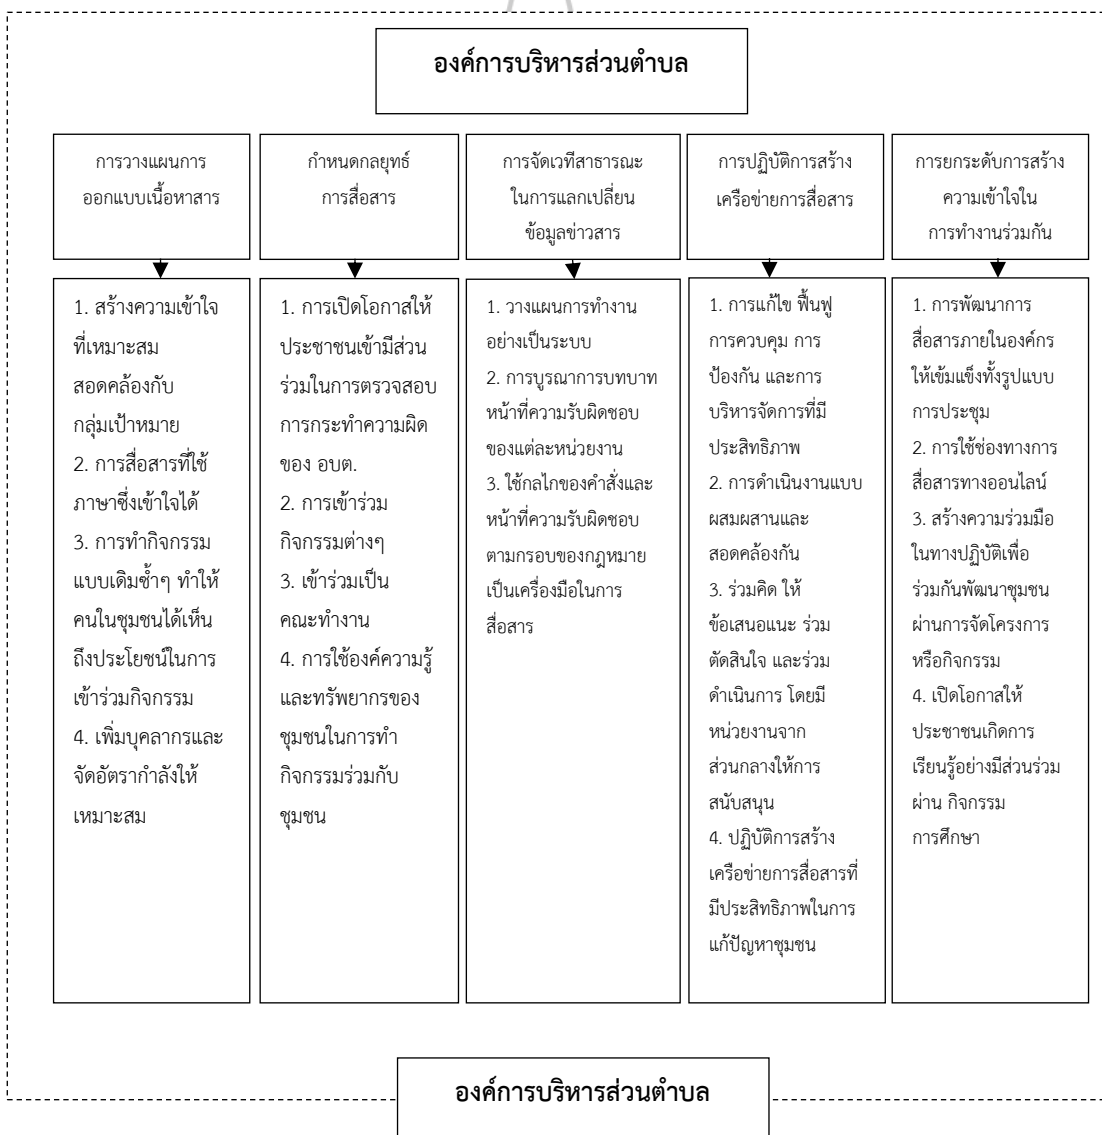 องค์การบริหารส่วนตำบล
การวางแผนการ
ออกแบบเนื้อหาสาร
กำหนดกลยุทธ์
การสื่อสาร
การจัดเวทีสาธารณะ
ในการแลกเปลี่ยน
ข้อมูลข่าวสาร
การปฏิบัติการสร้าง
เครือข่ายการสื่อสาร
การยกระดับการสร้าง
ความเข้าใจใน
การทำงานร่วมกัน
1. สร้างความเข้าใจ
ที่เหมาะสม
สอดคล้องกับ
กลุ่มเป้าหมาย
2. การสื่อสารที่ใช้
ภาษาซึ่งเข้าใจได้
3. การทำกิจกรรม
แบบเดิมซ้ำๆ ทำให้
คนในชุมชนได้เห็น
ถึงประโยชน์ในการ
เข้าร่วมกิจกรรม
4. เพิ่มบุคลากรและ
จัดอัตรากำลังให้
เหมาะสม
1. การเปิดโอกาสให้
ประชาชนเข้ามีส่วน
ร่วมในการตรวจสอบ
การกระทำความผิด
ของ อบต.
2. การเข้าร่วม
กิจกรรมต่างๆ
3. เข้าร่วมเป็น
คณะทำงาน
4. การใช้องค์ความรู้
และทรัพยากรของ
ชุมชนในการทำ
กิจกรรมร่วมกับ
ชุมชน
1. วางแผนการทำงาน
อย่างเป็นระบบ
2. การบูรณาการบทบาท
หน้าที่ความรับผิดชอบ
ของแต่ละหน่วยงาน
3. ใช้กลไกของคำสั่งและ
หน้าที่ความรับผิดชอบ
ตามกรอบของกฎหมาย
เป็นเครื่องมือในการ
สื่อสาร
1. การแก้ไข ฟื้นฟู
การควบคุม การ
ป้องกัน และการ
บริหารจัดการที่มี
ประสิทธิภาพ
2. การดำเนินงานแบบ
ผสมผสานและ
สอดคล้องกัน
3. ร่วมคิด ให้
ข้อเสนอแนะ ร่วม
ตัดสินใจ และร่วม
ดำเนินการ โดยมี
หน่วยงานจาก
ส่วนกลางให้การ
สนับสนุน
4. ปฏิบัติการสร้าง
เครือข่ายการสื่อสารที่
มีประสิทธิภาพในการ
แก้ปัญหาชุมชน
1. การพัฒนาการ
สื่อสารภายในองค์กร
ให้เข้มแข็งทั้งรูปแบบ
การประชุม
2. การใช้ช่องทางการ
สื่อสารทางออนไลน์
3. สร้างความร่วมมือ
ในทางปฏิบัติเพื่อ
ร่วมกันพัฒนาชุมชน
ผ่านการจัดโครงการ
หรือกิจกรรม
4. เปิดโอกาสให้
ประชาชนเกิดการ
เรียนรู้อย่างมีส่วนร่วม
ผ่าน กิจกรรม
การศึกษา
องค์การบริหารส่วนตำบล